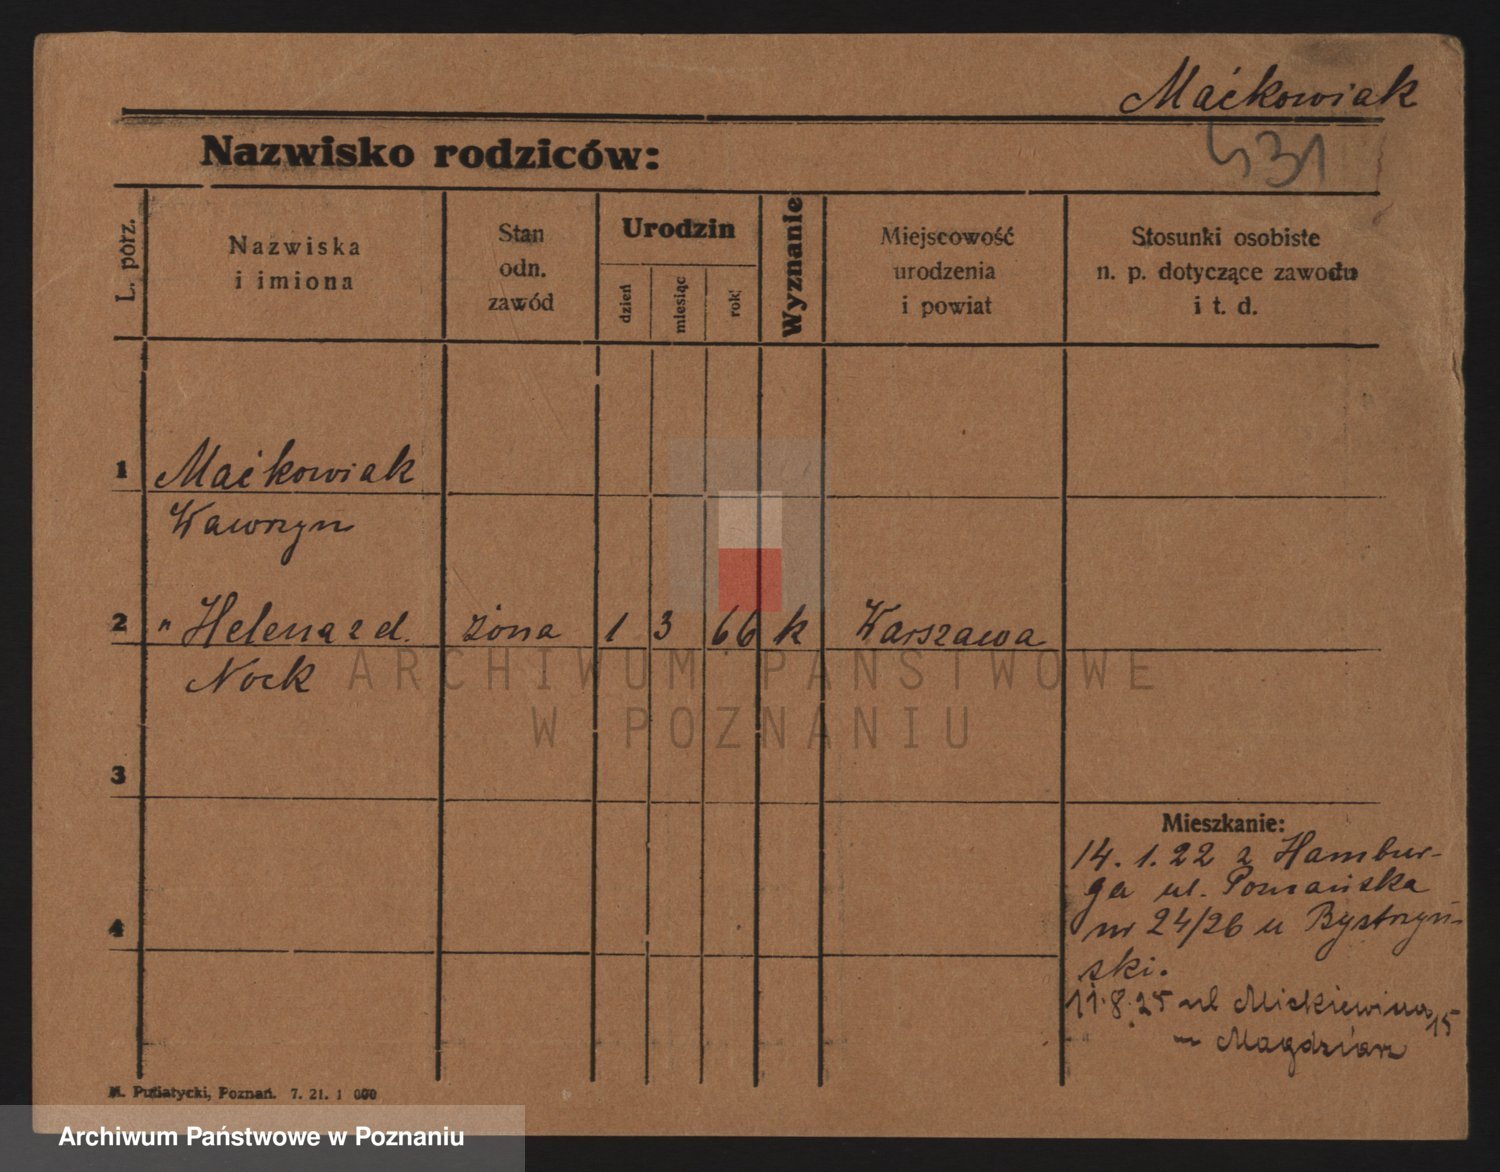 Maćkowiak
531
Nazwisko rodziców:
L. porz.
Nazwiska
i imiona
Stan
odn.
zawód
Urodzin
dzień
miesiąc
rok
Wyznanie
Miejscowość
urodzenia
i powiat
Stosunki osobiste
n. p. dotyczące zawodu
i t. d.
1 Maćkowiak
Wawrzyn
2 " Helena z d. żona 1 3 66 k Warszawa
Nock
ARCHIWUM PAŃSTWOWE
W POZNANIU
3
Mieszkanie:
14. 1. 22 z Hambur-
ga ul. Poznańska
nr 24/26 u Bystrzyń-
ski.
4
11.8.25 ul Mickiewicza 15
Magdziarz
M. Putiatycki, Poznań. 7. 21. 1 000
Archiwum Państwowe w Poznaniu